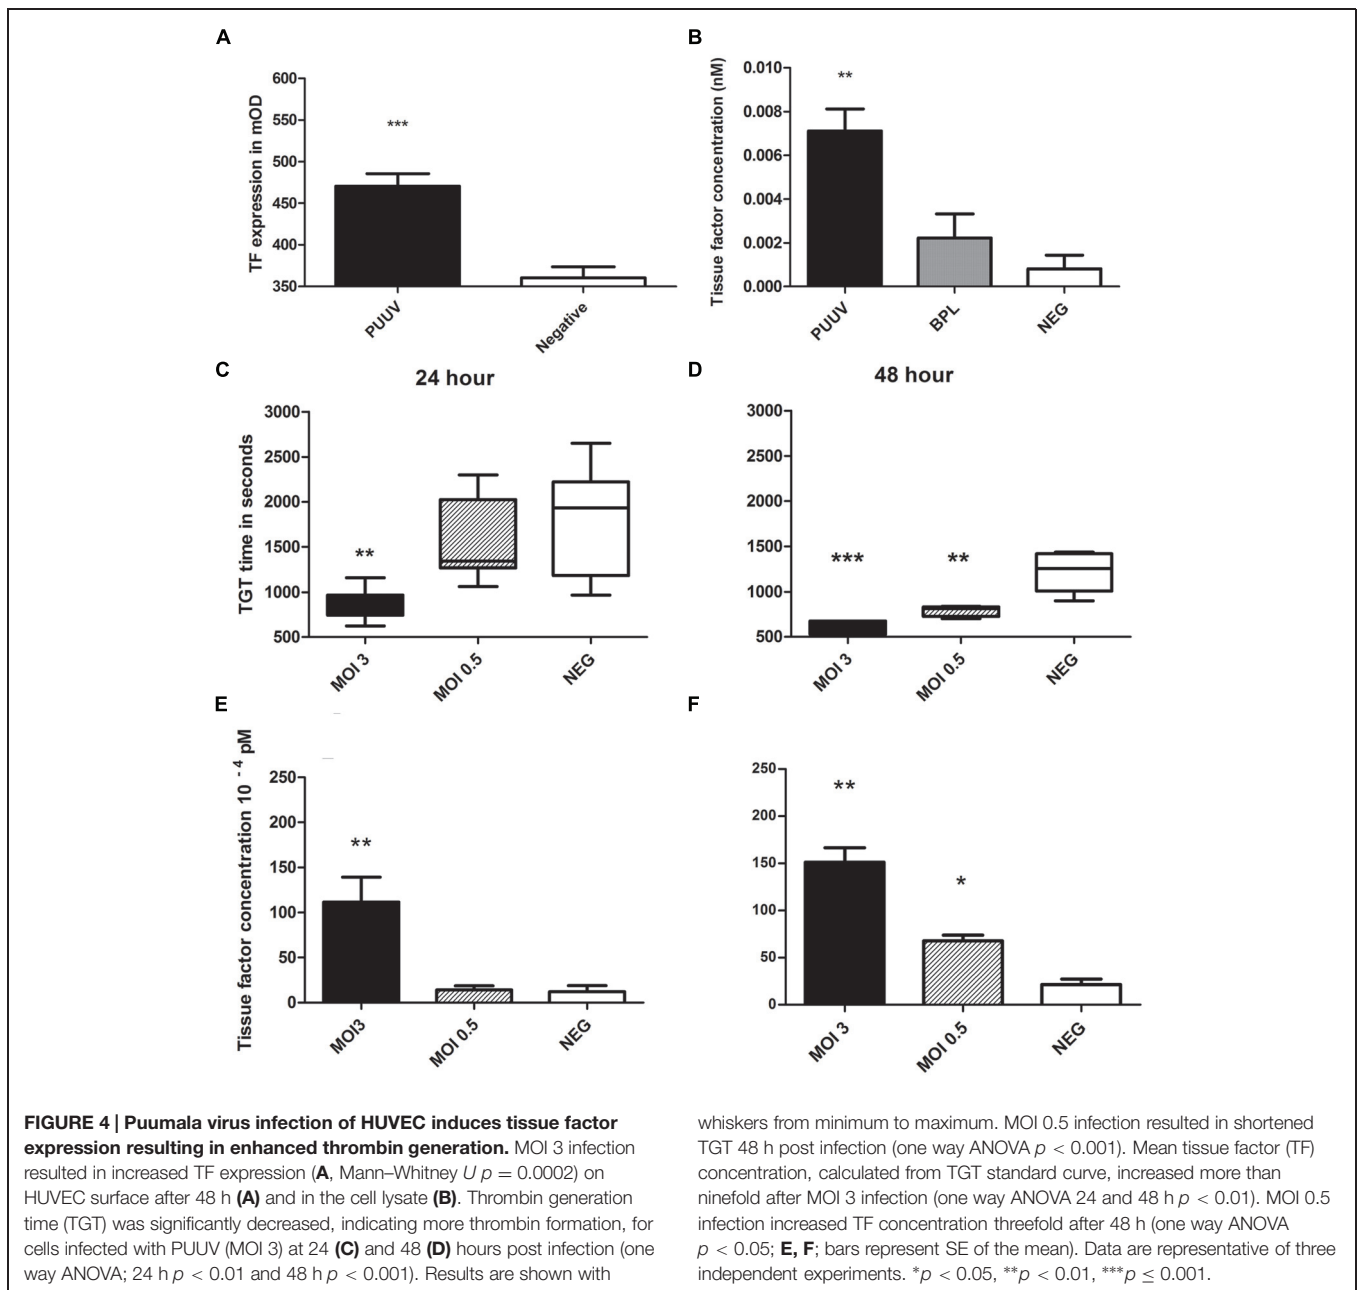 A
TF expression in mOD
600
550
500
450
400
350
***
PUUV
Negative
B
Tissue factor concentration (nM)
0.010
0.008
0.006
0.004
0.002
0.000
**
PUUV
BPL
NEG
C
24 hour
TGT time in seconds
3000
2500
2000
1500
1000
500
**
MOI 3
MOI 0.5
NEG
D
48 hour
3000
2500
2000
1500
1000
500
***
**
MOI 3
MOI 0.5
NEG
E
Tissue factor concentration 10⁻⁴ pM
250
200
150
100
50
0
**
MOI3
MOI 0.5
NEG
F
250
200
150
100
50
0
**
*
MOI 3
MOI 0.5
NEG
FIGURE 4 | Puumala virus infection of HUVEC induces tissue factor
expression resulting in enhanced thrombin generation. MOI 3 infection
resulted in increased TF expression (A, Mann–Whitney U p = 0.0002) on
HUVEC surface after 48 h (A) and in the cell lysate (B). Thrombin generation
time (TGT) was significantly decreased, indicating more thrombin formation, for
cells infected with PUUV (MOI 3) at 24 (C) and 48 (D) hours post infection (one
way ANOVA; 24 h p < 0.01 and 48 h p < 0.001). Results are shown with
whiskers from minimum to maximum. MOI 0.5 infection resulted in shortened
TGT 48 h post infection (one way ANOVA p < 0.001). Mean tissue factor (TF)
concentration, calculated from TGT standard curve, increased more than
ninefold after MOI 3 infection (one way ANOVA 24 and 48 h p < 0.01). MOI 0.5
infection increased TF concentration threefold after 48 h (one way ANOVA
p < 0.05; E, F; bars represent SE of the mean). Data are representative of three
independent experiments. *p < 0.05, **p < 0.01, ***p ≤ 0.001.